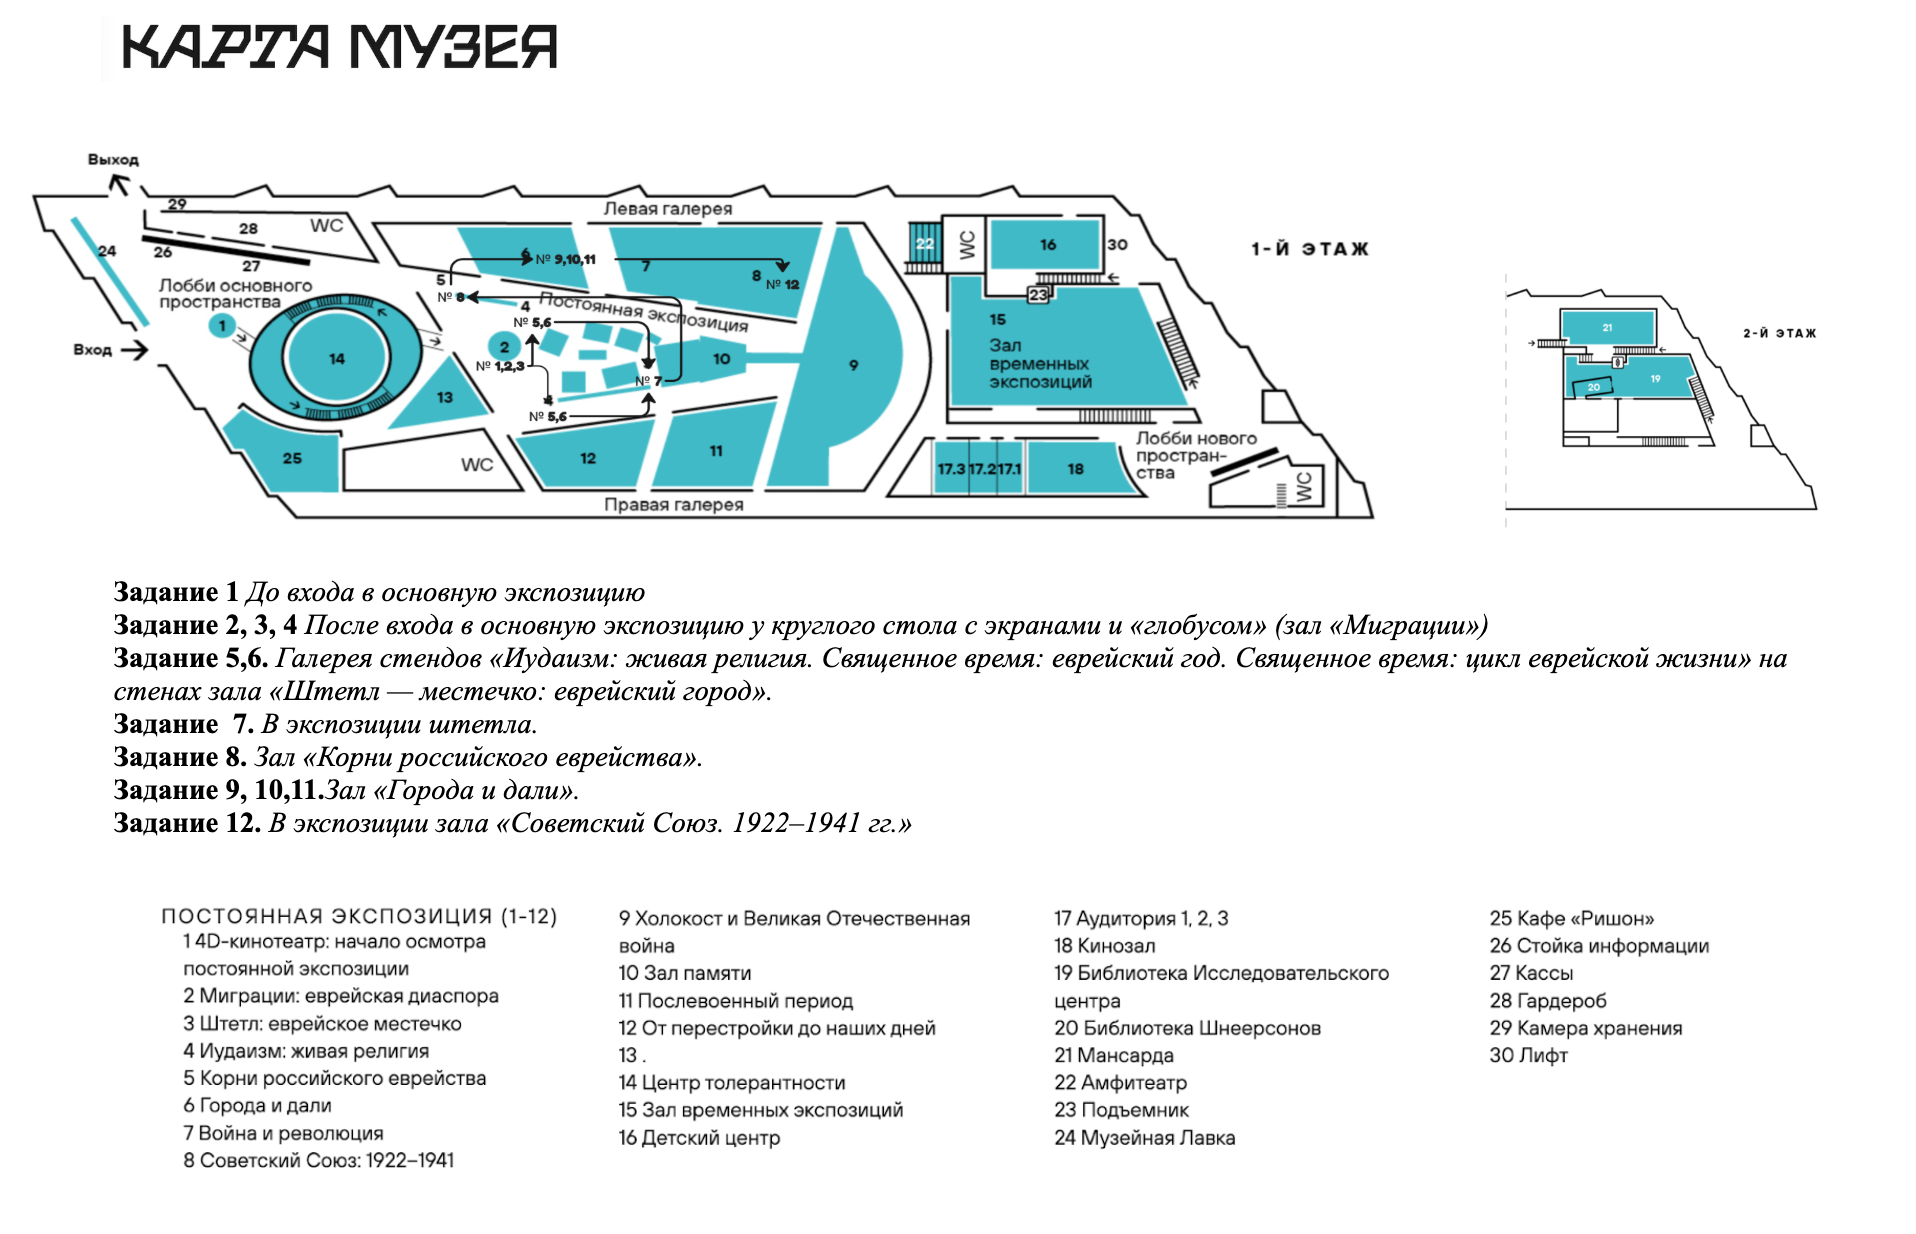 КАРТА МУЗЕЯ
Выход
29
28
WC
24
26
27
Лобби основного
пространства
1
Вход
14
13
25
WC
Левая галерея
6
№ 9,10,11
7
8
№ 12
5
№ 8
4
Постоянная экспозиция
№ 5,6
2
№ 1,2,3
10
№ 7
4
№ 5,6
9
12
11
Правая галерея
22
WC
16
30
23
15
Зал
временных
экспозиций
17.3
17.2
17.1
18
Лобби нового
простран-
ства
WC
1-Й ЭТАЖ
21
2-Й ЭТАЖ
19
20
Задание 1 До входа в основную экспозицию
Задание 2, 3, 4 После входа в основную экспозицию у круглого стола с экранами и «глобусом» (зал «Миграции»)
Задание 5,6. Галерея стендов «Иудаизм: живая религия. Священное время: еврейский год. Священное время: цикл еврейской жизни» на
стенах зала «Штетл — местечко: еврейский город».
Задание 7. В экспозиции штетла.
Задание 8. Зал «Корни российского еврейства».
Задание 9, 10,11.Зал «Города и дали».
Задание 12. В экспозиции зала «Советский Союз. 1922–1941 гг.»
ПОСТОЯННАЯ ЭКСПОЗИЦИЯ (1-12)
1 4D-кинотеатр: начало осмотра
постоянной экспозиции
2 Миграции: еврейская диаспора
3 Штетл: еврейское местечко
4 Иудаизм: живая религия
5 Корни российского еврейства
6 Города и дали
7 Война и революция
8 Советский Союз: 1922–1941
9 Холокост и Великая Отечественная
война
10 Зал памяти
11 Послевоенный период
12 От перестройки до наших дней
13 .
14 Центр толерантности
15 Зал временных экспозиций
16 Детский центр
17 Аудитория 1, 2, 3
18 Кинозал
19 Библиотека Исследовательского
центра
20 Библиотека Шнеерсонов
21 Мансарда
22 Амфитеатр
23 Подъемник
24 Музейная Лавка
25 Кафе «Ришон»
26 Стойка информации
27 Кассы
28 Гардероб
29 Камера хранения
30 Лифт